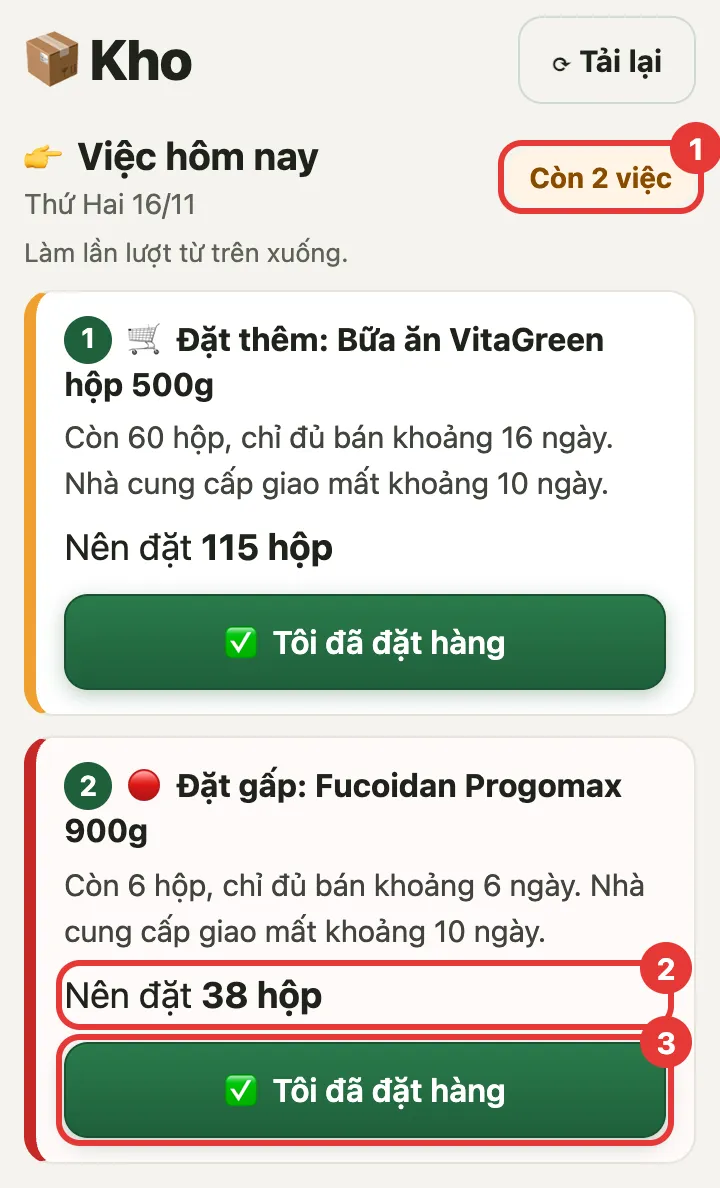 Kho
Tải lại
Việc hôm nay
1
Còn 2 việc
Thứ Hai 16/11
Làm lần lượt từ trên xuống.
1 Đặt thêm: Bữa ăn VitaGreen
hộp 500g
Còn 60 hộp, chỉ đủ bán khoảng 16 ngày.
Nhà cung cấp giao mất khoảng 10 ngày.
Nên đặt 115 hộp
Tôi đã đặt hàng
2 Đặt gấp: Fucoidan Progomax
900g
Còn 6 hộp, chỉ đủ bán khoảng 6 ngày. Nhà
cung cấp giao mất khoảng 10 ngày.
2
Nên đặt 38 hộp
3
Tôi đã đặt hàng